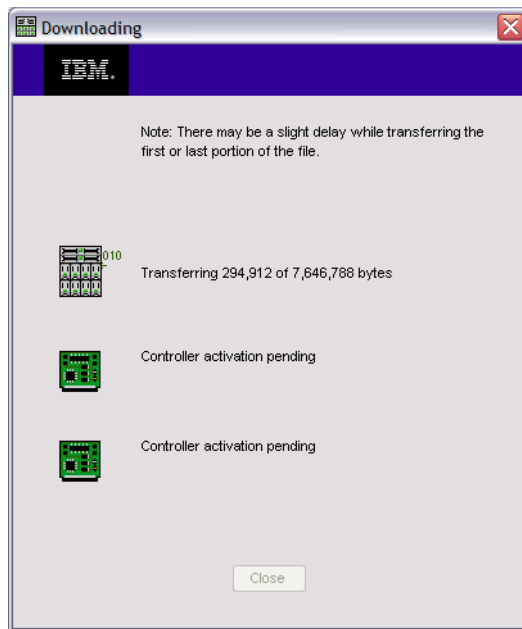 Downloading
IBM.
Note: There may be a slight delay while transferring the
first or last portion of the file.
010
Transferring 294,912 of 7,646,788 bytes
Controller activation pending
Controller activation pending
Close